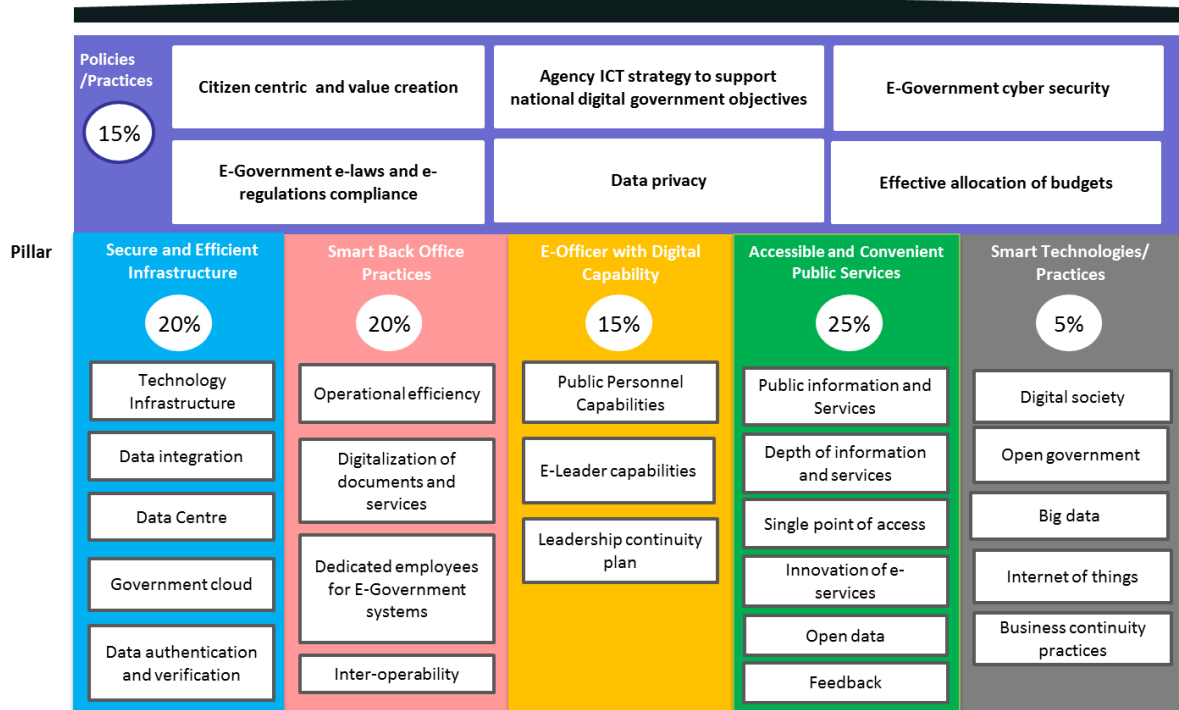 Policies
/Practices
15%
Citizen centric and value creation
Agency ICT strategy to support
national digital government objectives
E-Government cyber security
E-Government e-laws and e-
regulations compliance
Data privacy
Effective allocation of budgets
Pillar
Secure and Efficient
Infrastructure
20%
Technology
Infrastructure
Data integration
Data Centre
Government cloud
Data authentication
and verification
Smart Back Office
Practices
20%
Operational efficiency
Digitalization of
documents and
services
Dedicated employees
for E-Government
systems
Inter-operability
E-Officer with Digital
Capability
15%
Public Personnel
Capabilities
E-Leader capabilities
Leadership continuity
plan
Accessible and Convenient
Public Services
25%
Public information and
Services
Depth of information
and services
Single point of access
Innovation of e-
services
Open data
Feedback
Smart Technologies/
Practices
5%
Digital society
Open government
Big data
Internet of things
Business continuity
practices